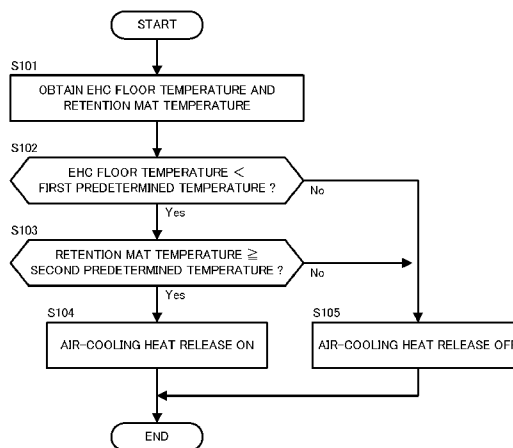 START
S101
OBTAIN EHC FLOOR TEMPERATURE AND
RETENTION MAT TEMPERATURE
S102
EHC FLOOR TEMPERATURE <
FIRST PREDETERMINED TEMPERATURE ?
No
Yes
S103
RETENTION MAT TEMPERATURE ≧
SECOND PREDETERMINED TEMPERATURE ?
No
Yes
S104
AIR-COOLING HEAT RELEASE ON
S105
AIR-COOLING HEAT RELEASE OFF
END